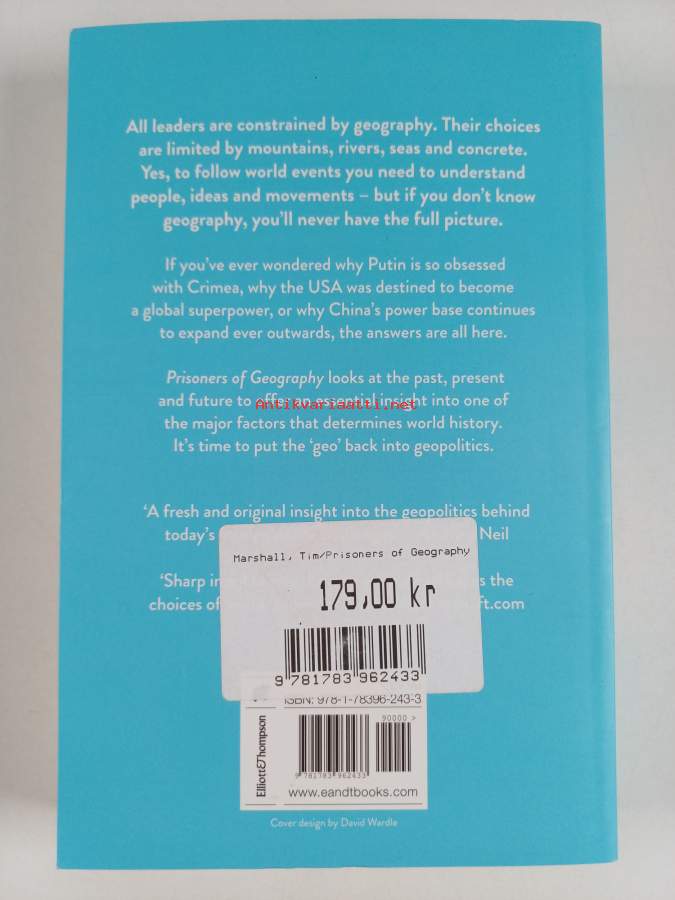 All leaders are constrained by geography. Their choices
are limited by mountains, rivers, seas and concrete.
Yes, to follow world events you need to understand
people, ideas and movements – but if you don't know
geography, you'll never have the full picture.
If you've ever wondered why Putin is so obsessed
with Crimea, why the USA was destined to become
a global superpower, or why China's power base continues
to expand ever outwards, the answers are all here.
Prisoners of Geography looks at the past, present
and future to offer an essential insight into one of
Antikvariaatti.net
the major factors that determines world history.
It's time to put the 'geo' back into geopolitics.
'A fresh and original insight into the geopolitics behind
today's Neil
Marshall, Tim/Prisoners of Geography
'Sharp the
choices of ft.com
179,00 kr
9 781783 962433
ISBN: 978-1-78396-243-3
90000 >
9 781783 962433
Elliott&Thompson
www.eandtbooks.com
Cover design by David Wardle